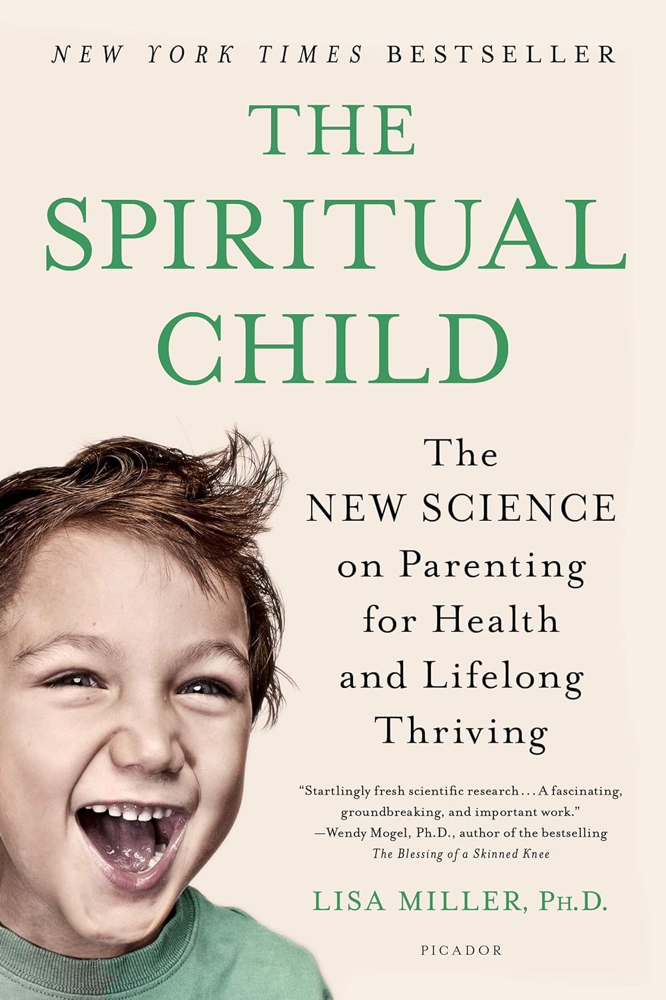 NEW YORK TIMES BESTSELLER
THE
SPIRITUAL
CHILD
The
NEW SCIENCE
on Parenting
for Health
and Lifelong
Thriving
“Startlingly fresh scientific research...A fascinating,
groundbreaking, and important work.”
—Wendy Mogel, Ph.D., author of the bestselling
The Blessing of a Skinned Knee
LISA MILLER, PH.D.
PICADOR